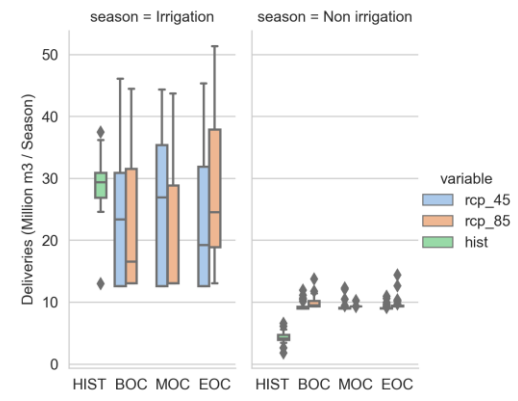 season = Irrigation season = Non irrigation
50
40
30
20
10
0
Deliveries (Million m3 / Season)
HIST BOC MOC EOC HIST BOC MOC EOC
variable
rcp_45
rcp_85
hist